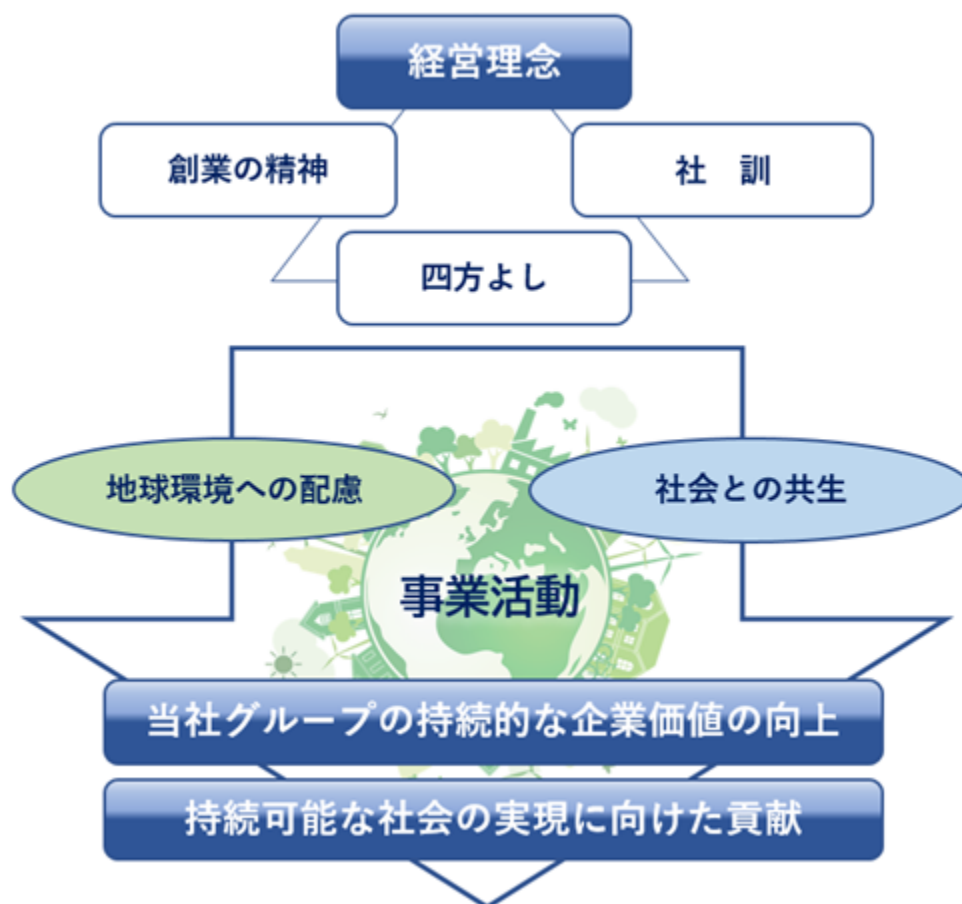 経営理念
創業の精神
社　訓
四方よし
地球環境への配慮
社会との共生
事業活動
当社グループの持続的な企業価値の向上
持続可能な社会の実現に向けた貢献